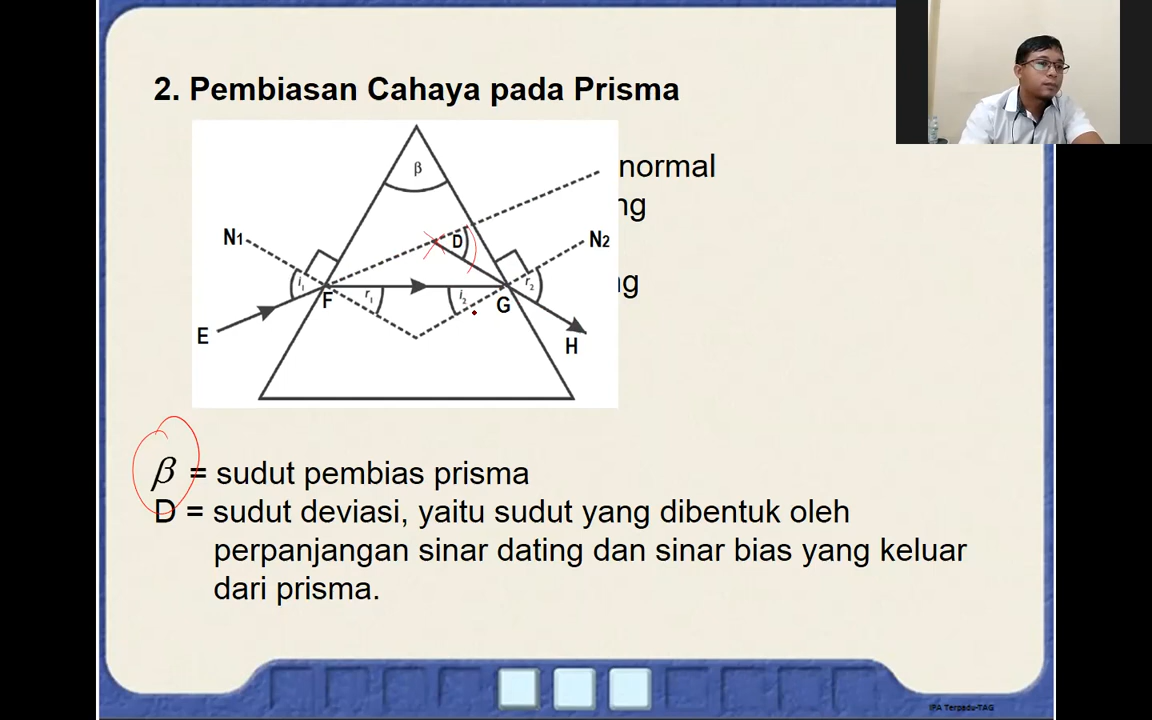 2. Pembiasan Cahaya pada Prisma
β
normal
ng
N1
D
N2
i1
r2
F
r1
i2
G
ng
E
H
β = sudut pembias prisma
D = sudut deviasi, yaitu sudut yang dibentuk oleh
perpanjangan sinar dating dan sinar bias yang keluar
dari prisma.
IPA Terpadu-TAG